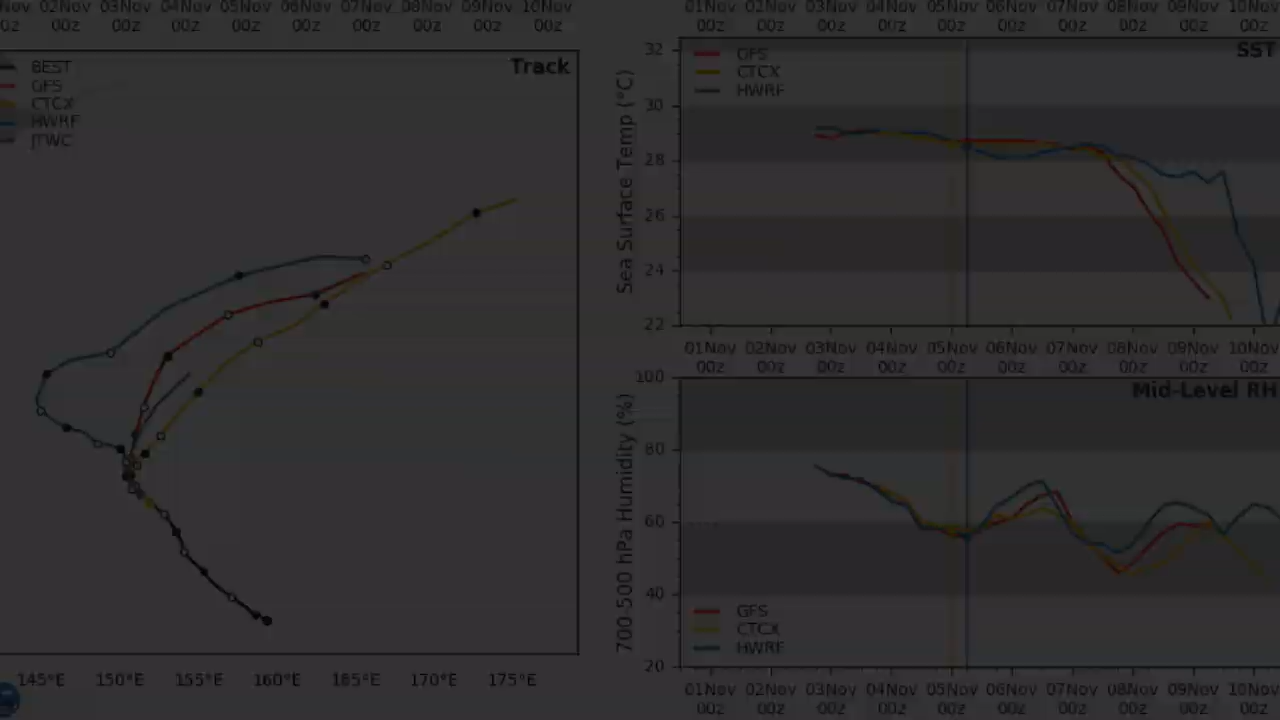 Nov 02Nov 03Nov 04Nov 05Nov 06Nov 07Nov 08Nov 09Nov 10Nov
0z 00z 00z 00z 00z 00z 00z 00z 00z 00z
BEST
GFS
CTCX
HWRF
JTWC
Track
145°E 150°E 155°E 160°E 165°E 170°E 175°E
01Nov 02Nov 03Nov 04Nov 05Nov 06Nov 07Nov 08Nov 09Nov 10Nov
00z 00z 00z 00z 00z 00z 00z 00z 00z 00z
SST
GFS
CTCX
HWRF
Sea Surface Temp (°C)
32
30
28
26
24
22
01Nov 02Nov 03Nov 04Nov 05Nov 06Nov 07Nov 08Nov 09Nov 10Nov
00z 00z 00z 00z 00z 00z 00z 00z 00z 00z
Mid-Level RH
700-500 hPa Humidity (%)
100
80
60
40
20
GFS
CTCX
HWRF
01Nov 02Nov 03Nov 04Nov 05Nov 06Nov 07Nov 08Nov 09Nov 10Nov
00z 00z 00z 00z 00z 00z 00z 00z 00z 00z